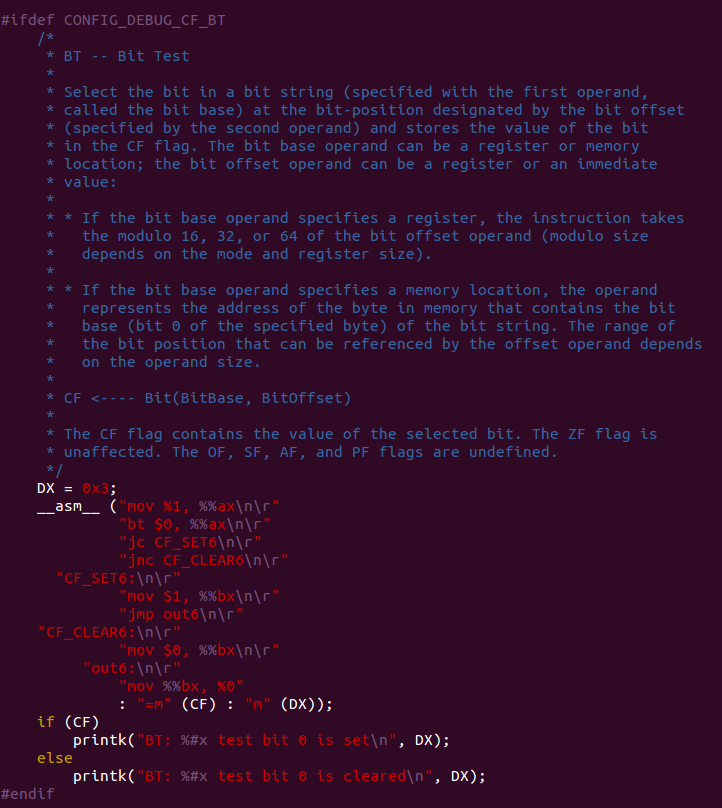 #ifdef CONFIG_DEBUG_CF_BT
    /*
     * BT -- Bit Test
     *
     * Select the bit in a bit string (specified with the first operand,
     * called the bit base) at the bit-position designated by the bit offset
     * (specified by the second operand) and stores the value of the bit
     * in the CF flag. The bit base operand can be a register or memory
     * location; the bit offset operand can be a register or an immediate
     * value:
     *
     * * If the bit base operand specifies a register, the instruction takes
     *   the modulo 16, 32, or 64 of the bit offset operand (modulo size
     *   depends on the mode and register size).
     *
     * * If the bit base operand specifies a memory location, the operand
     *   represents the address of the byte in memory that contains the bit
     *   base (bit 0 of the specified byte) of the bit string. The range of
     *   the bit position that can be referenced by the offset operand depends
     *   on the operand size.
     *
     * CF <---- Bit(BitBase, BitOffset)
     *
     * The CF flag contains the value of the selected bit. The ZF flag is
     * unaffected. The OF, SF, AF, and PF flags are undefined.
     */
    DX = 0x3;
    __asm__ ("mov %1, %%ax\n\r"
             "bt $0, %%ax\n\r"
             "jc CF_SET6\n\r"
             "jnc CF_CLEAR6\n\r"
      "CF_SET6:\n\r"
             "mov $1, %%bx\n\r"
             "jmp out6\n\r"
    "CF_CLEAR6:\n\r"
             "mov $0, %%bx\n\r"
         "out6:\n\r"
             "mov %%bx, %0"
             : "=m" (CF) : "m" (DX));
    if (CF)
        printk("BT: %#x test bit 0 is set\n", DX);
    else
        printk("BT: %#x test bit 0 is cleared\n", DX);
#endif